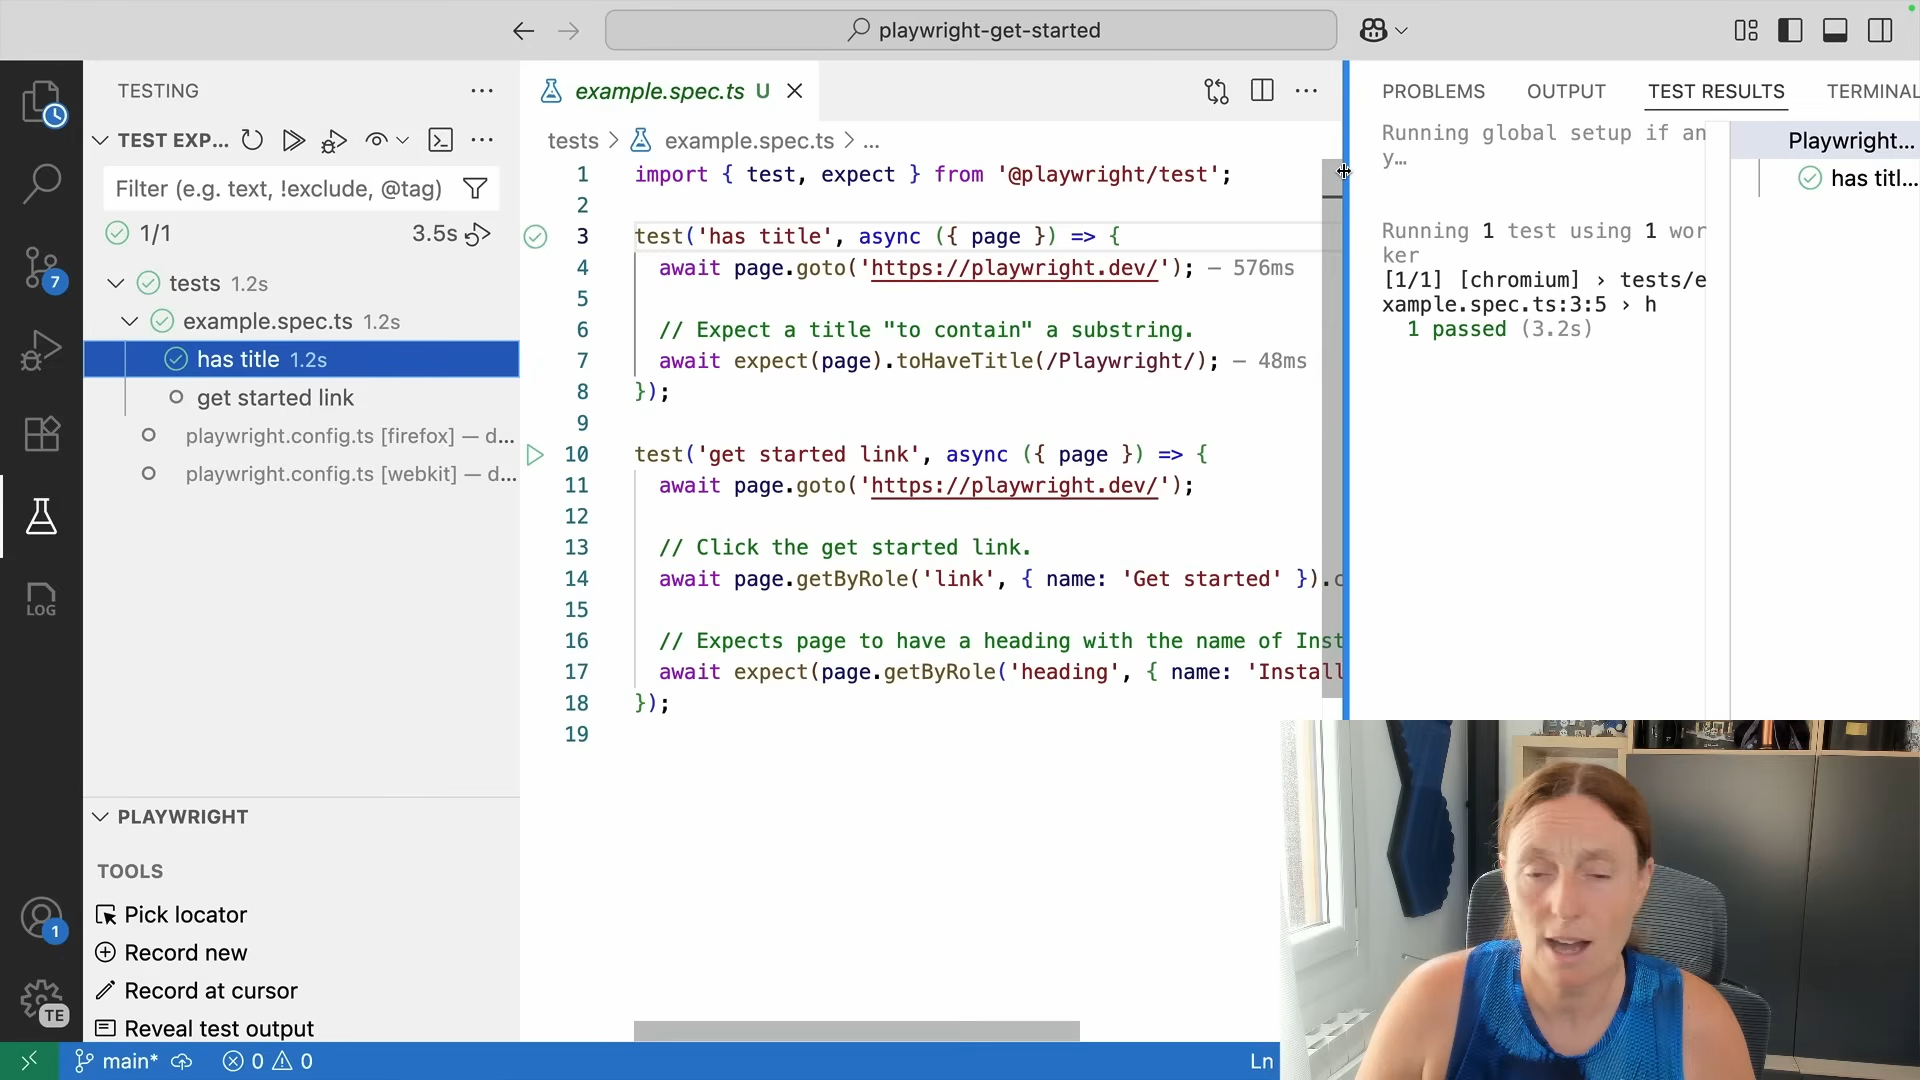 playwright-get-started
TESTING
TEST EXP...
Filter (e.g. text, !exclude, @tag)
1/1
3.5s
tests 1.2s
example.spec.ts 1.2s
has title 1.2s
get started link
playwright.config.ts [firefox] — d...
playwright.config.ts [webkit] — d...
PLAYWRIGHT
TOOLS
Pick locator
Record new
Record at cursor
Reveal test output
7
LOG
1
TE
example.spec.ts U
tests > example.spec.ts > ...
1 import { test, expect } from '@playwright/test';
2
3 test('has title', async ({ page }) => {
4 await page.goto('https://playwright.dev/'); — 576ms
5
6 // Expect a title "to contain" a substring.
7 await expect(page).toHaveTitle(/Playwright/); — 48ms
8 });
9
10 test('get started link', async ({ page }) => {
11 await page.goto('https://playwright.dev/');
12
13 // Click the get started link.
14 await page.getByRole('link', { name: 'Get started' }).c
15
16 // Expects page to have a heading with the name of Inst
17 await expect(page.getByRole('heading', { name: 'Install
18 });
19
PROBLEMS
OUTPUT
TEST RESULTS
TERMINAL
Running global setup if an
y…
Running 1 test using 1 wor
ker
[1/1] [chromium] › tests/e
xample.spec.ts:3:5 › h
1 passed (3.2s)
Playwright...
has titl...
main*
0
0
Ln